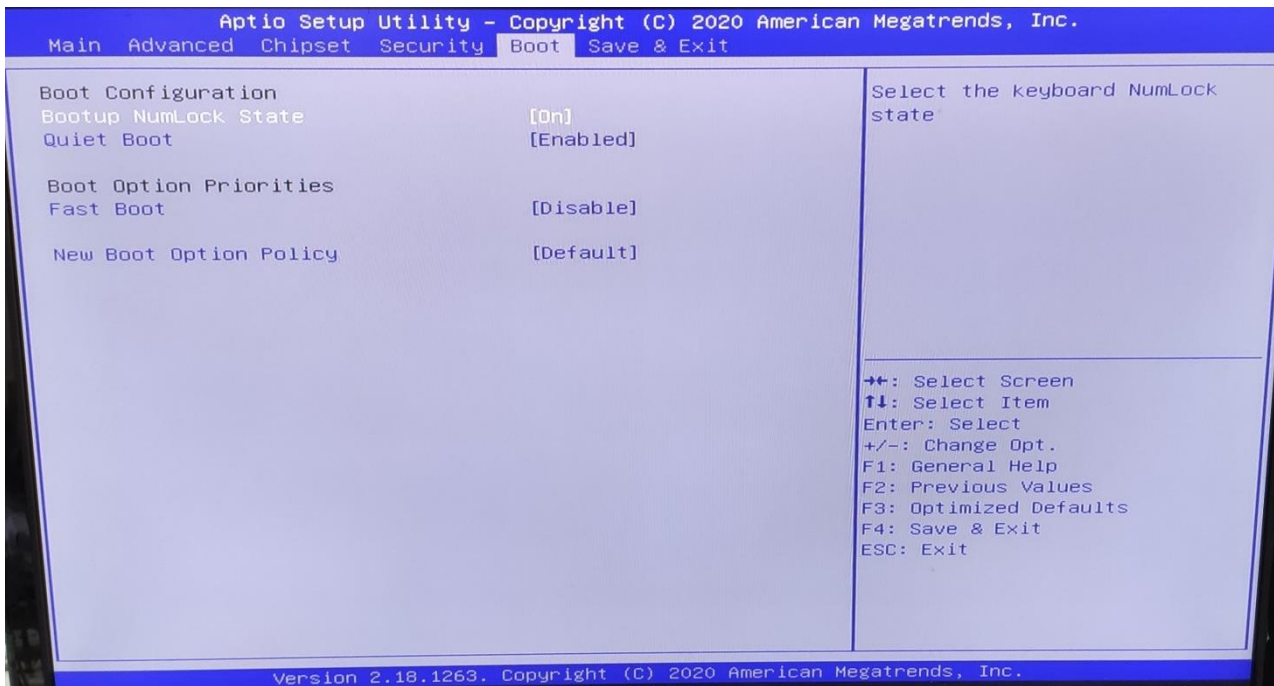 Aptio Setup Utility – Copyright (C) 2020 American Megatrends, Inc.
Main Advanced Chipset Security Boot Save & Exit
Boot Configuration
Bootup NumLock State [On]
Quiet Boot [Enabled]
Boot Option Priorities
Fast Boot [Disable]
New Boot Option Policy [Default]
Select the keyboard NumLock
state
→←: Select Screen
↑↓: Select Item
Enter: Select
+/-: Change Opt.
F1: General Help
F2: Previous Values
F3: Optimized Defaults
F4: Save & Exit
ESC: Exit
Version 2.18.1263. Copyright (C) 2020 American Megatrends, Inc.